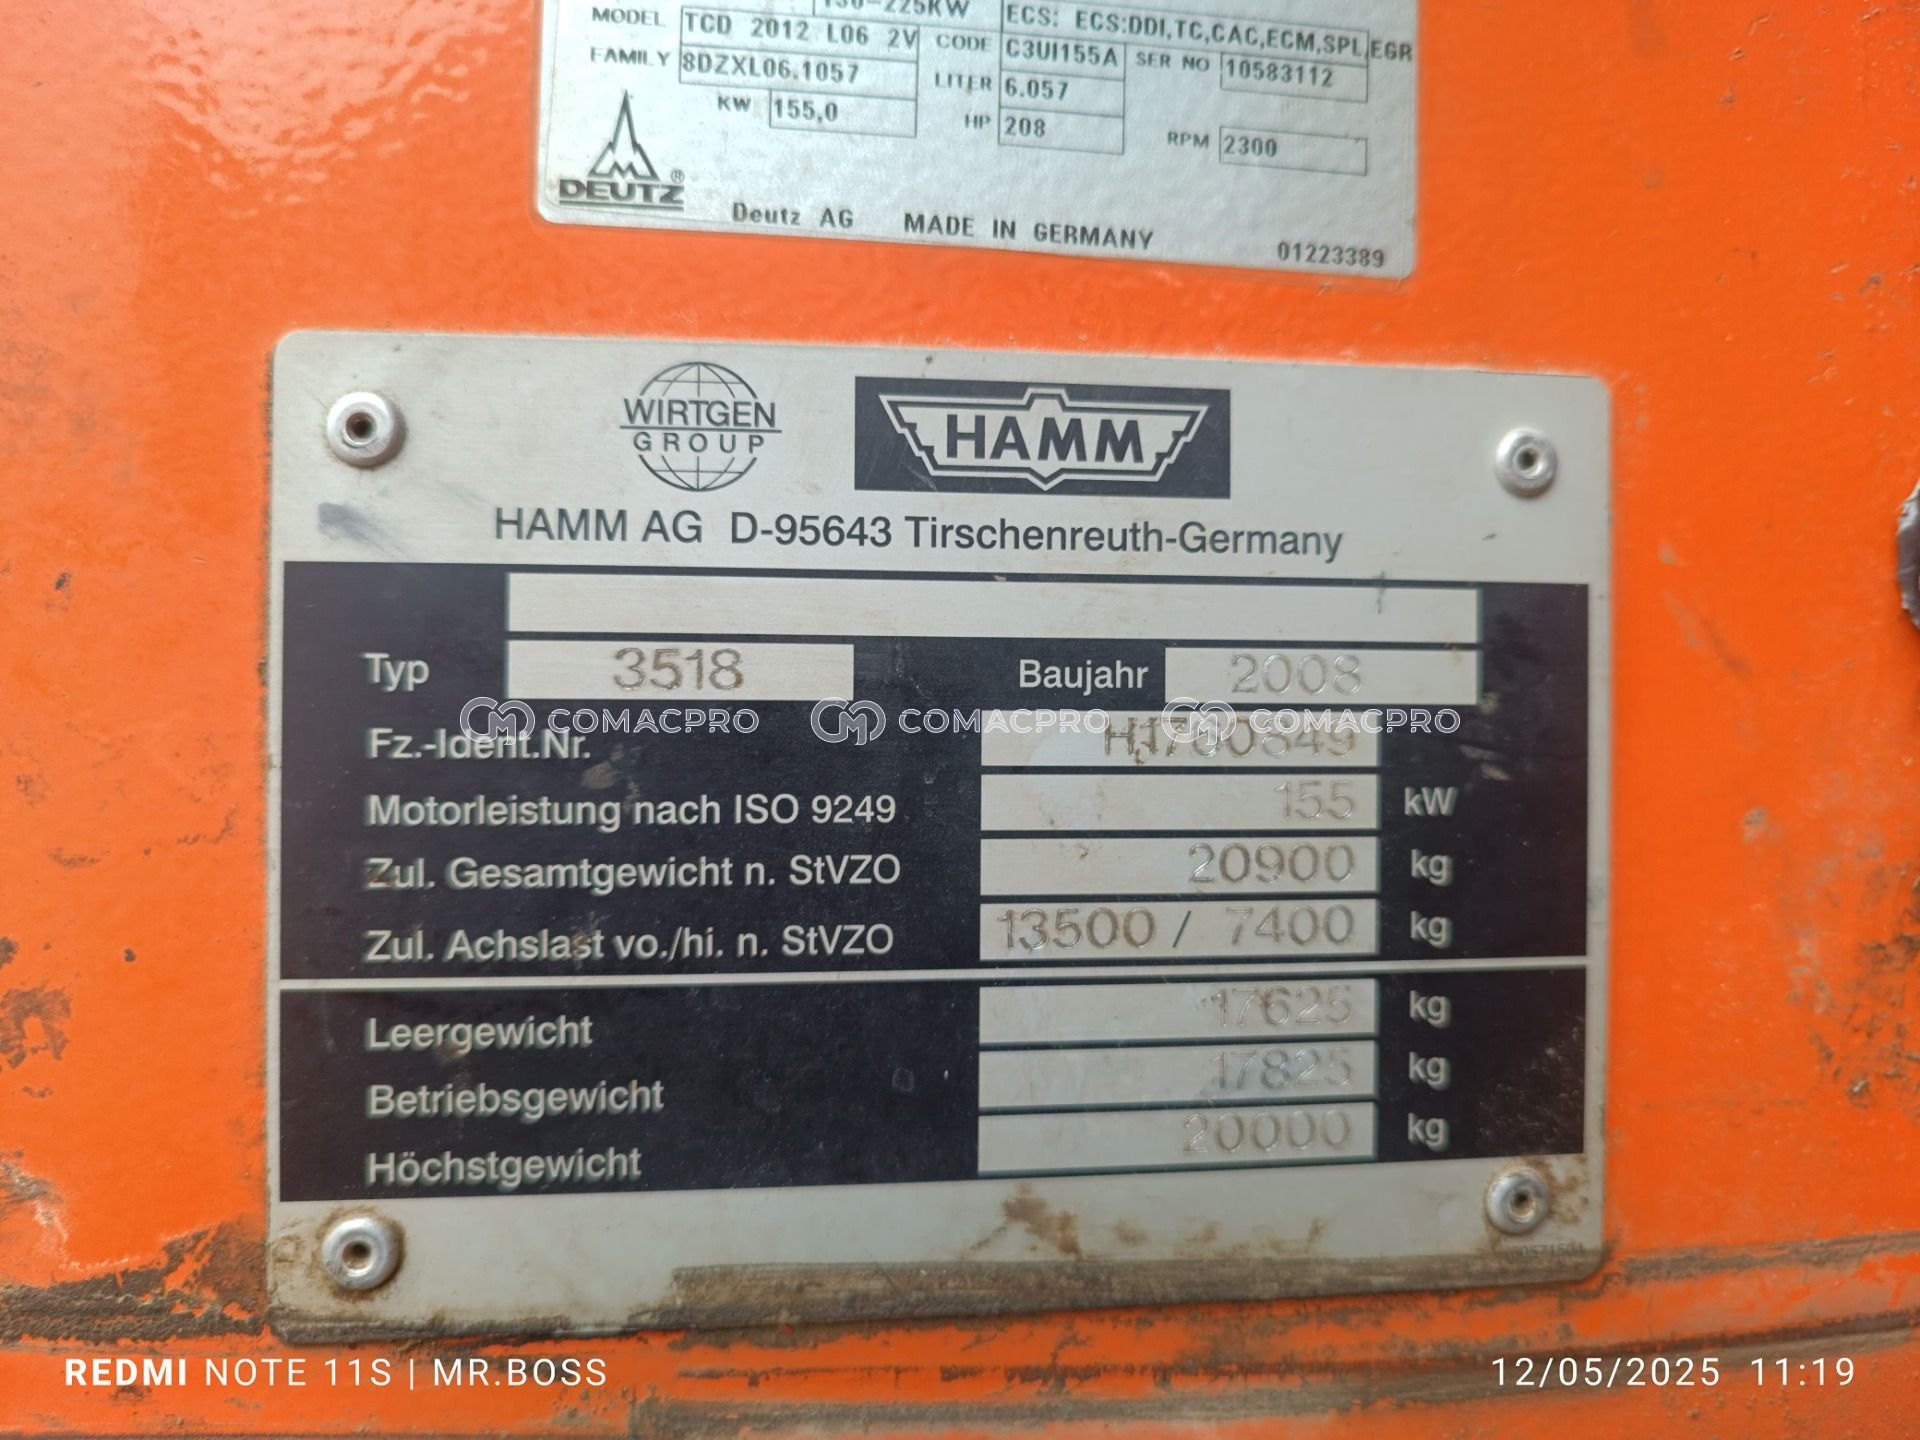 MODEL TCD 2012 L06 2V CODE C3UI155A ECS: ECS:DDI,TC,CAC,ECM,SPL,EGR
FAMILY 8DZXL06.1057 LITER 6.057 SER NO 10583112
KW 155,0 HP 208 RPM 2300
DEUTZ®
Deutz AG MADE IN GERMANY 01223389
WIRTGEN
GROUP
HAMM
HAMM AG D-95643 Tirschenreuth-Germany
Typ 3518 Baujahr 2008
COMACPRO COMACPRO COMACPRO
Fz.-Ident.Nr. H1760849
Motorleistung nach ISO 9249 155 kW
Zul. Gesamtgewicht n. StVZO 20900 kg
Zul. Achslast vo./hi. n. StVZO 13500 / 7400 kg
Leergewicht 17625 kg
Betriebsgewicht 17825 kg
Höchstgewicht 20000 kg
REDMI NOTE 11S | MR.BOSS
12/05/2025 11:19